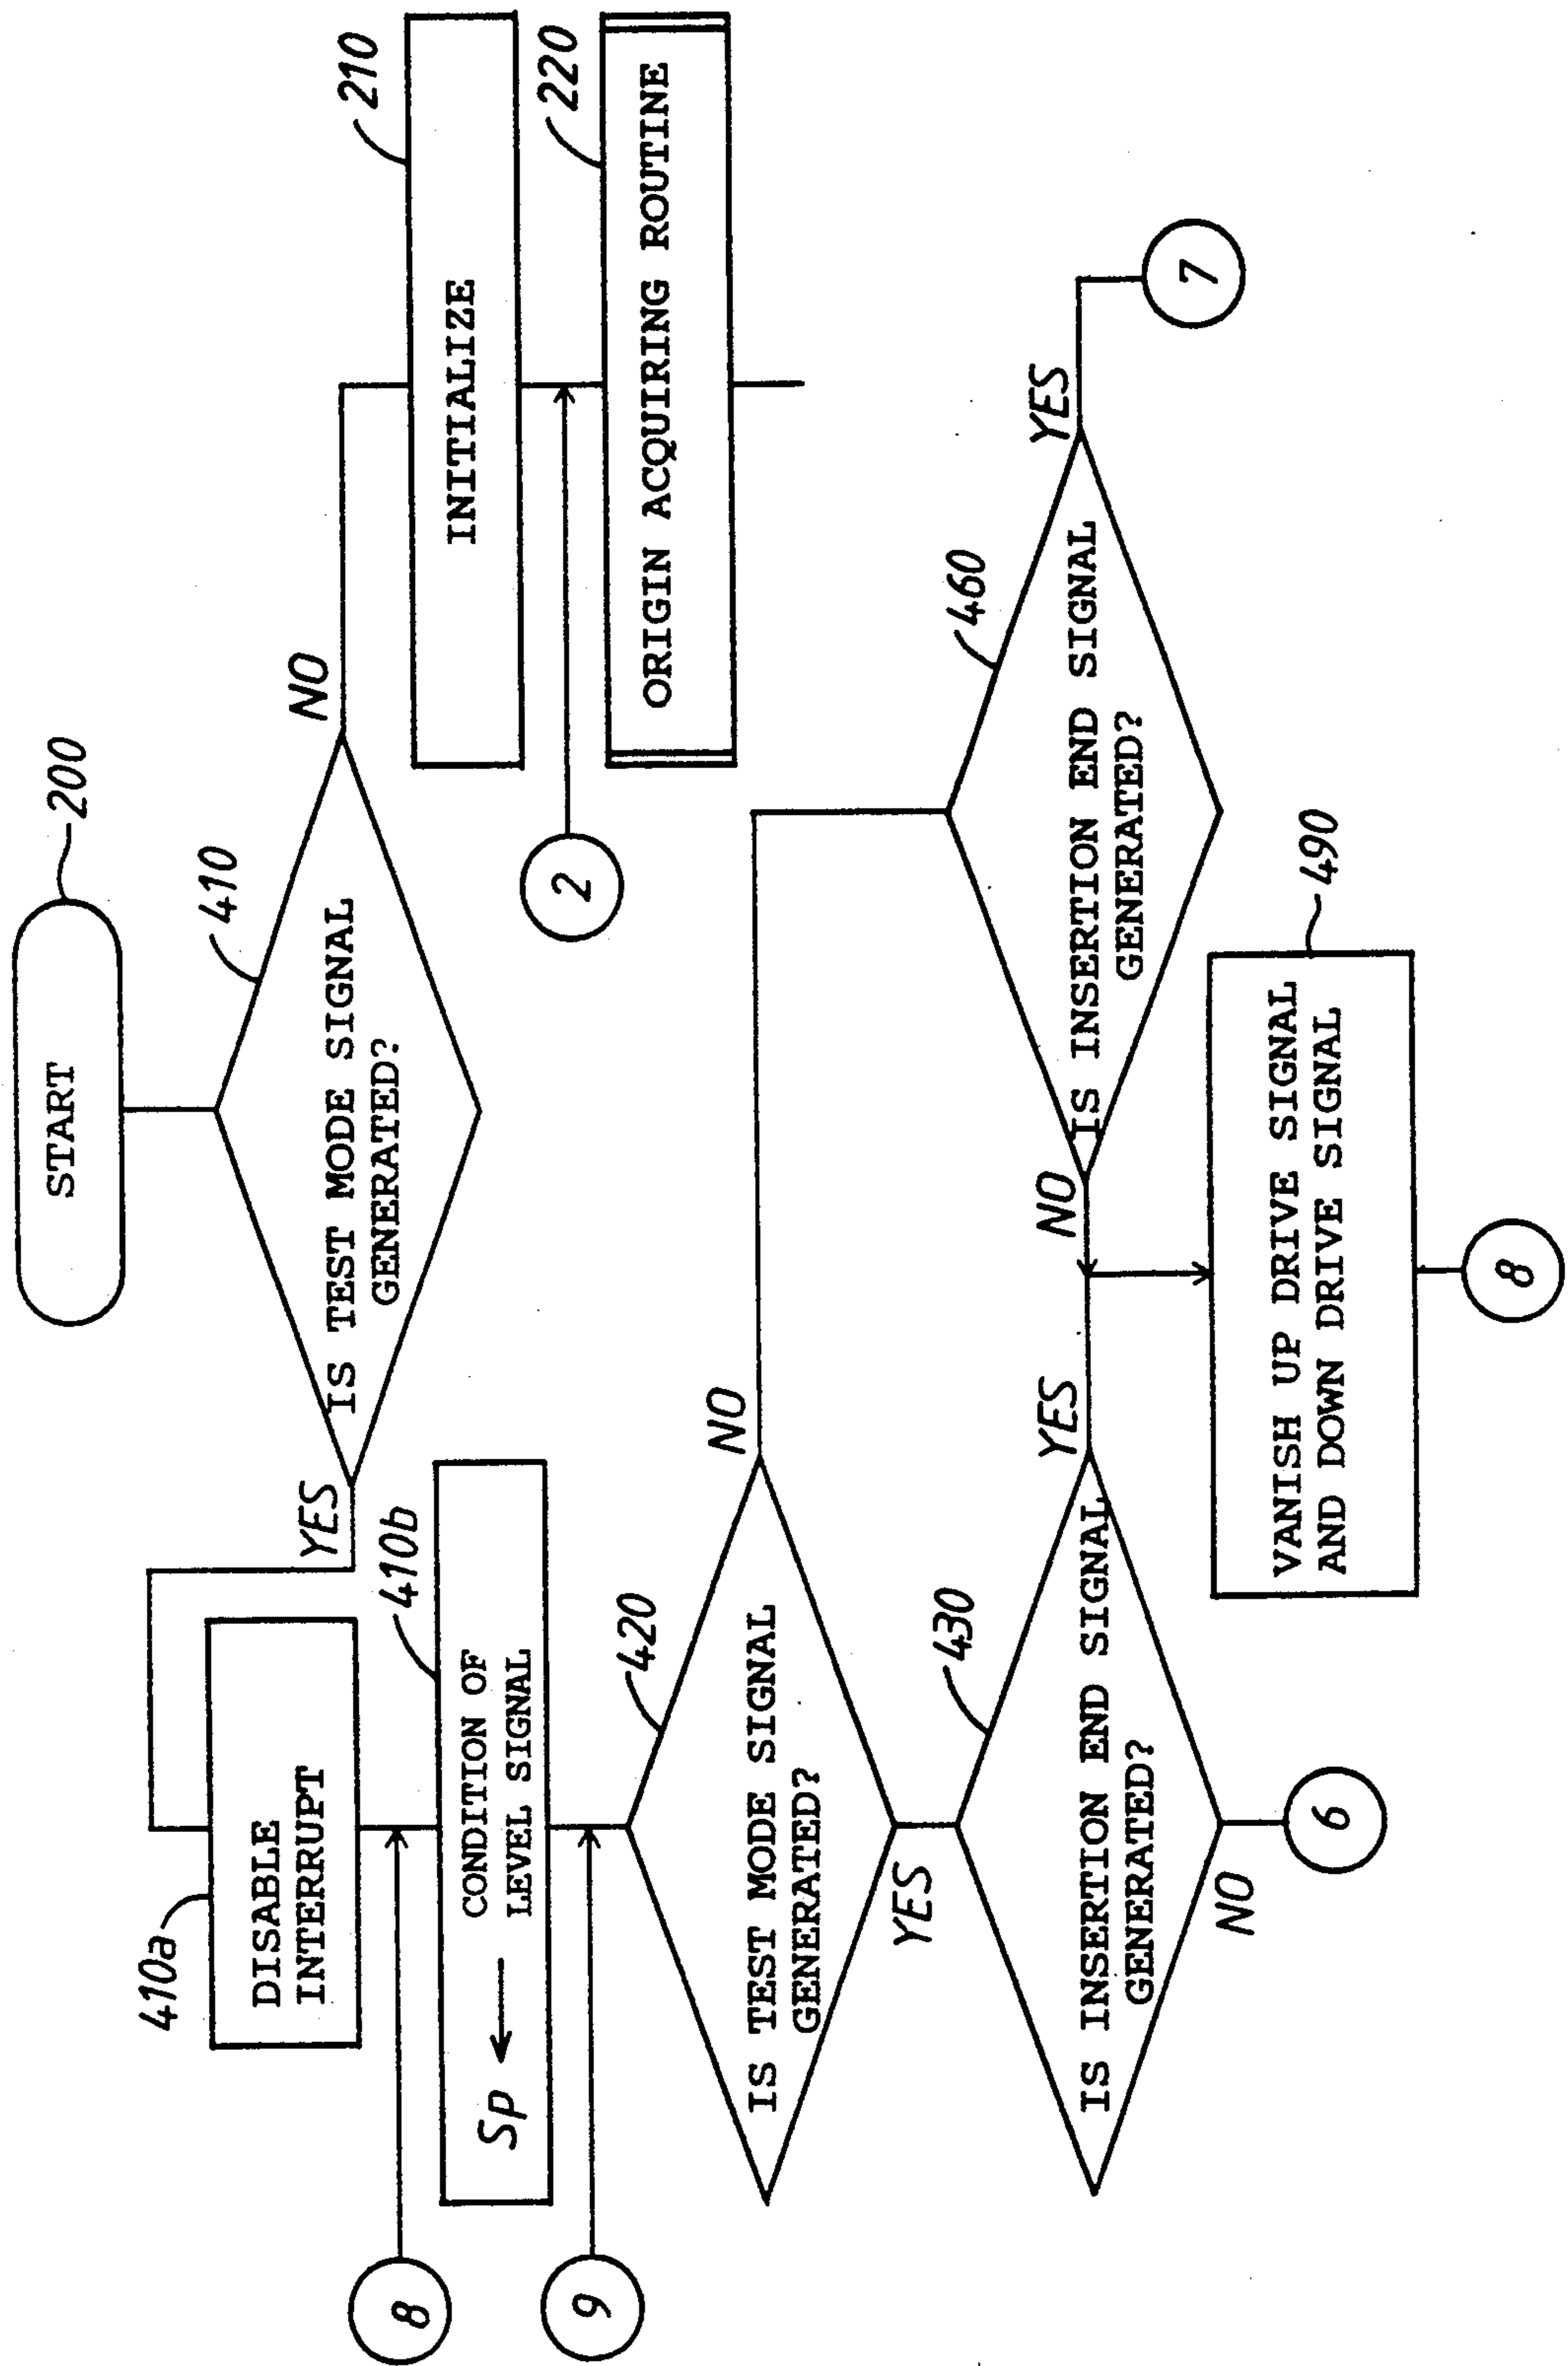 START
200
410
IS TEST MODE SIGNAL
GENERATED?
YES
NO
210
INITIALIZE
2
220
ORIGIN ACQUIRING ROUTINE
410a
DISABLE
INTERRUPT
8
410b
Sp ← CONDITION OF
LEVEL SIGNAL
9
420
IS TEST MODE SIGNAL
GENERATED?
NO
YES
430
IS INSERTION END SIGNAL
GENERATED?
YES
NO
6
460
IS INSERTION END SIGNAL
GENERATED?
NO
YES
7
490
VANISH UP DRIVE SIGNAL
AND DOWN DRIVE SIGNAL
8